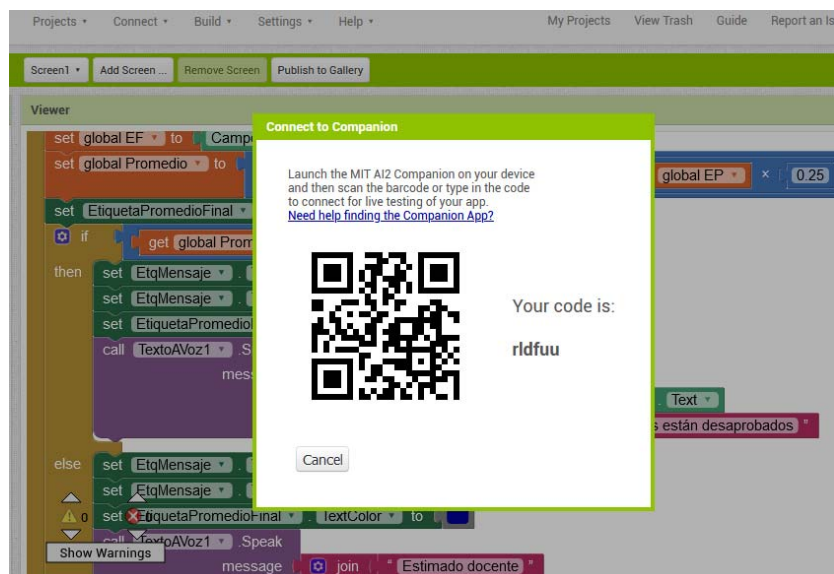 Projects Connect Build Settings Help My Projects View Trash Guide Report an Is
Screen1 Add Screen ... Remove Screen Publish to Gallery
Viewer
Connect to Companion
Launch the MIT AI2 Companion on your device
and then scan the barcode or type in the code
to connect for live testing of your app.
Need help finding the Companion App?
Your code is:
rldfuu
Cancel
set global EF to Campo
set global Promedio to global EP × 0.25
set EtiquetaPromedioFinal
if get global Prom
then set EtqMensaje .
set EtqMensaje .
set EtiquetaPromedio
call TextoAVoz1 .S
mess
. Text
s están desaprobados "
else set EtqMensaje .
set EtqMensaje .
0 0 set EtiquetaPromedioFinal . TextColor to
call TextoAVoz1 .Speak
Show Warnings
message join " Estimado docente "